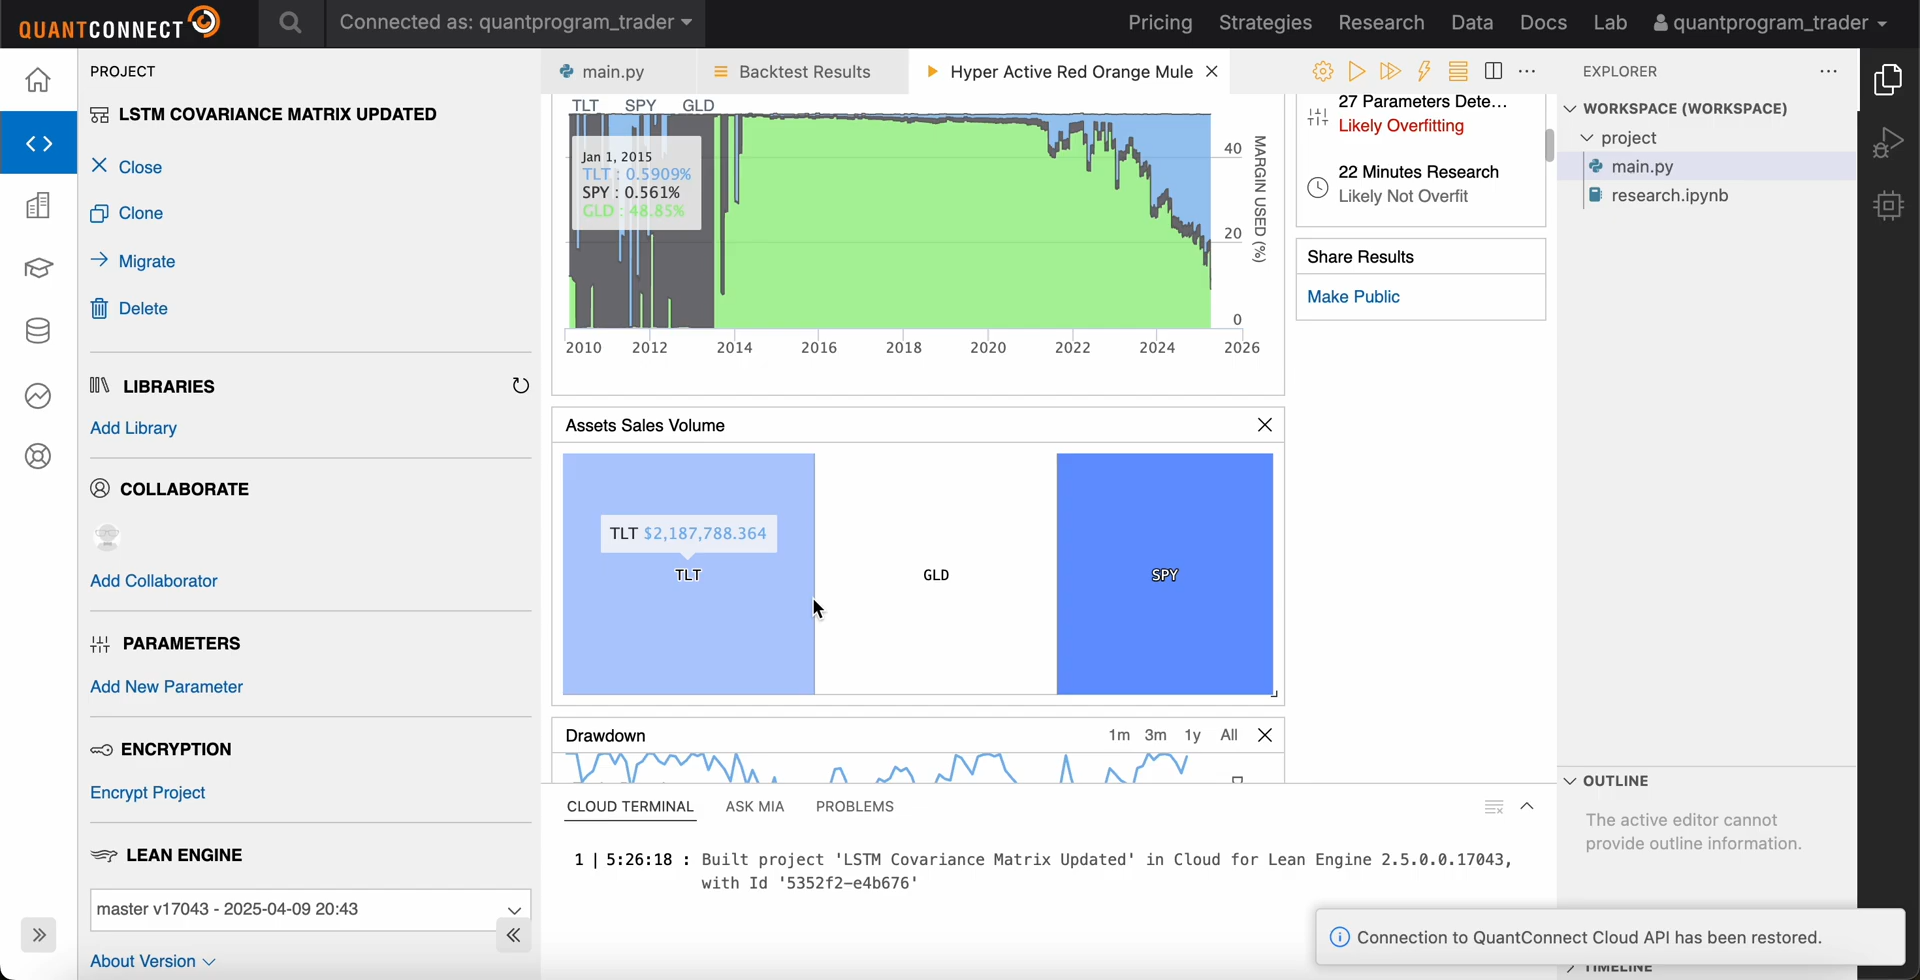 QUANTCONNECT
Connected as: quantprogram_trader
Pricing
Strategies
Research
Data
Docs
Lab
quantprogram_trader
PROJECT
LSTM COVARIANCE MATRIX UPDATED
Close
Clone
Migrate
Delete
LIBRARIES
Add Library
COLLABORATE
Add Collaborator
PARAMETERS
Add New Parameter
ENCRYPTION
Encrypt Project
LEAN ENGINE
master v17043 - 2025-04-09 20:43
About Version
main.py
Backtest Results
Hyper Active Red Orange Mule
TLT SPY GLD
Jan 1, 2015
TLT : 0.5909%
SPY : 0.561%
GLD : 48.85%
40
20
0
MARGIN USED (%)
2010 2012 2014 2016 2018 2020 2022 2024 2026
Assets Sales Volume
TLT $2,187,788.364
TLT
GLD
SPY
Drawdown
1m 3m 1y All
27 Parameters Dete...
Likely Overfitting
22 Minutes Research
Likely Not Overfit
Share Results
Make Public
CLOUD TERMINAL
ASK MIA
PROBLEMS
1 | 5:26:18 : Built project 'LSTM Covariance Matrix Updated' in Cloud for Lean Engine 2.5.0.0.17043,
with Id '5352f2-e4b676'
EXPLORER
WORKSPACE (WORKSPACE)
project
main.py
research.ipynb
OUTLINE
The active editor cannot
provide outline information.
Connection to QuantConnect Cloud API has been restored.
TIMELINE